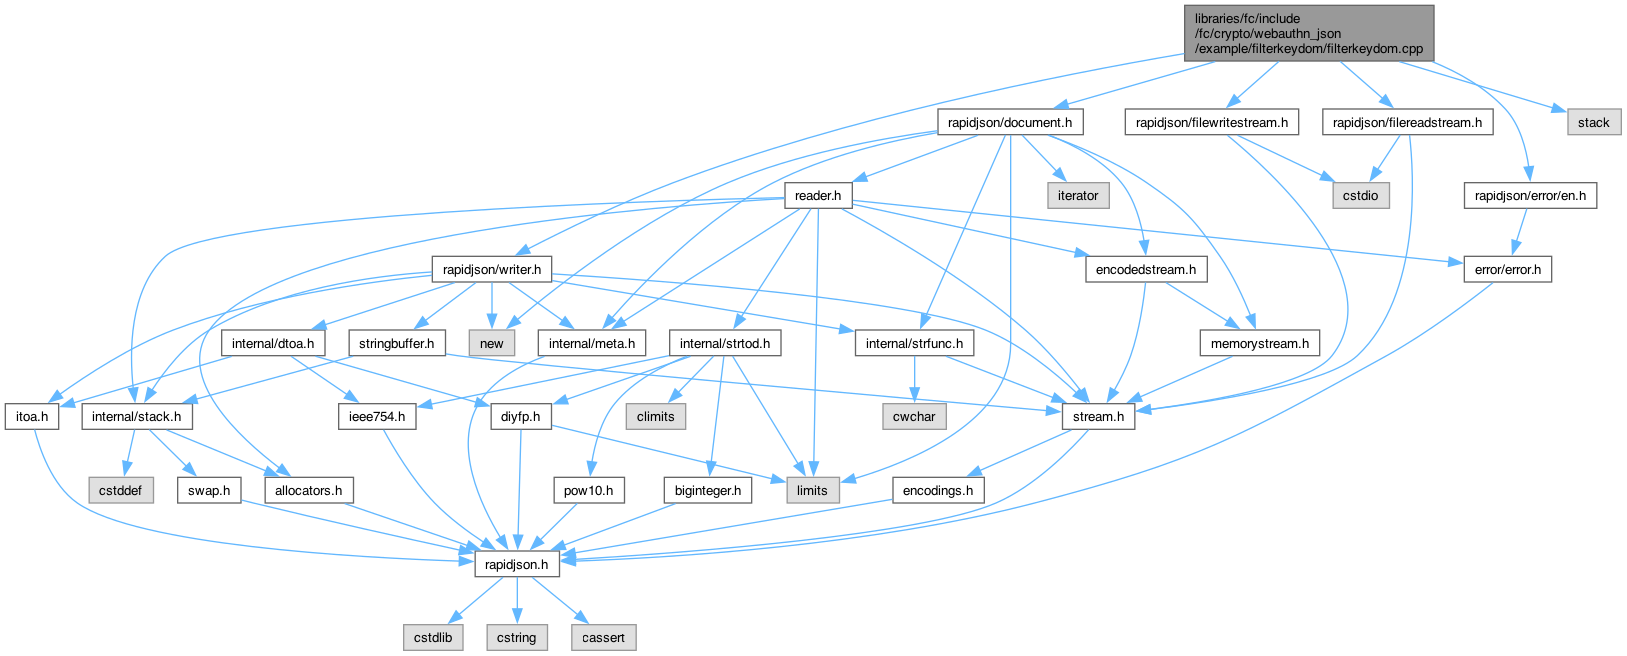 libraries/fc/include
/fc/crypto/webauthn_json
/example/filterkeydom/filterkeydom.cpp
rapidjson/document.h
rapidjson/filewritestream.h
rapidjson/filereadstream.h
stack
reader.h
iterator
cstdio
rapidjson/error/en.h
rapidjson/writer.h
encodedstream.h
error/error.h
internal/dtoa.h
stringbuffer.h
new
internal/meta.h
internal/strtod.h
internal/strfunc.h
memorystream.h
itoa.h
internal/stack.h
ieee754.h
diyfp.h
climits
cwchar
stream.h
cstddef
swap.h
allocators.h
pow10.h
biginteger.h
limits
encodings.h
rapidjson.h
cstdlib
cstring
cassert